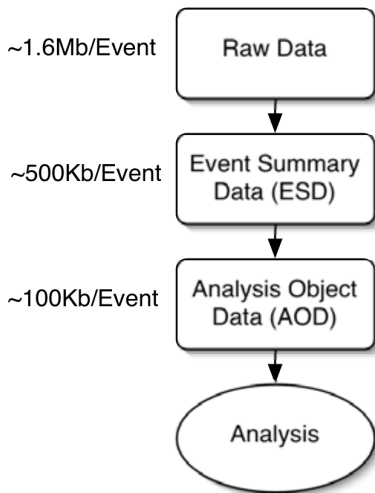 ~1.6Mb/Event
Raw Data
~500Kb/Event
Event Summary
Data (ESD)
~100Kb/Event
Analysis Object
Data (AOD)
Analysis